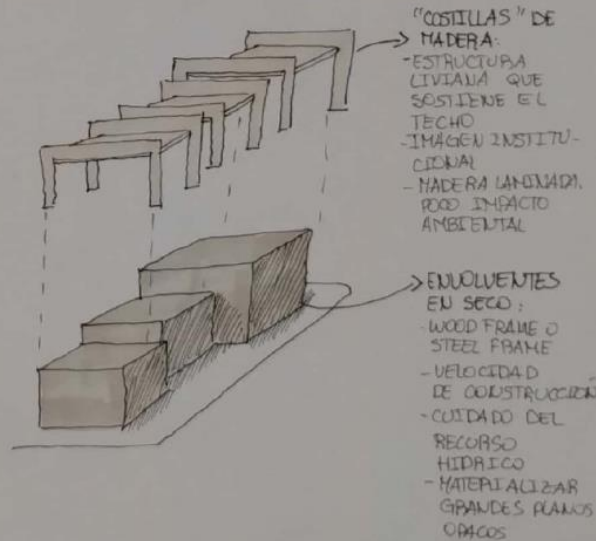 "COSTILLAS" DE
MADERA:
-ESTRUCTURA
LIVIANA QUE
SOSTIENE EL
TECHO
-IMÁGEN INSTITU-
CIONAL
- MADERA LAMINADA.
POCO IMPACTO
AMBIENTAL
ENVOLVENTES
EN SECO:
- WOOD FRAME O
STEEL FRAME
- VELOCIDAD
DE CONSTRUCCIÓN
- CUIDADO DEL
RECURSO
HIDRICO
- MATERIALIZAR
GRANDES PLANOS
OPACOS